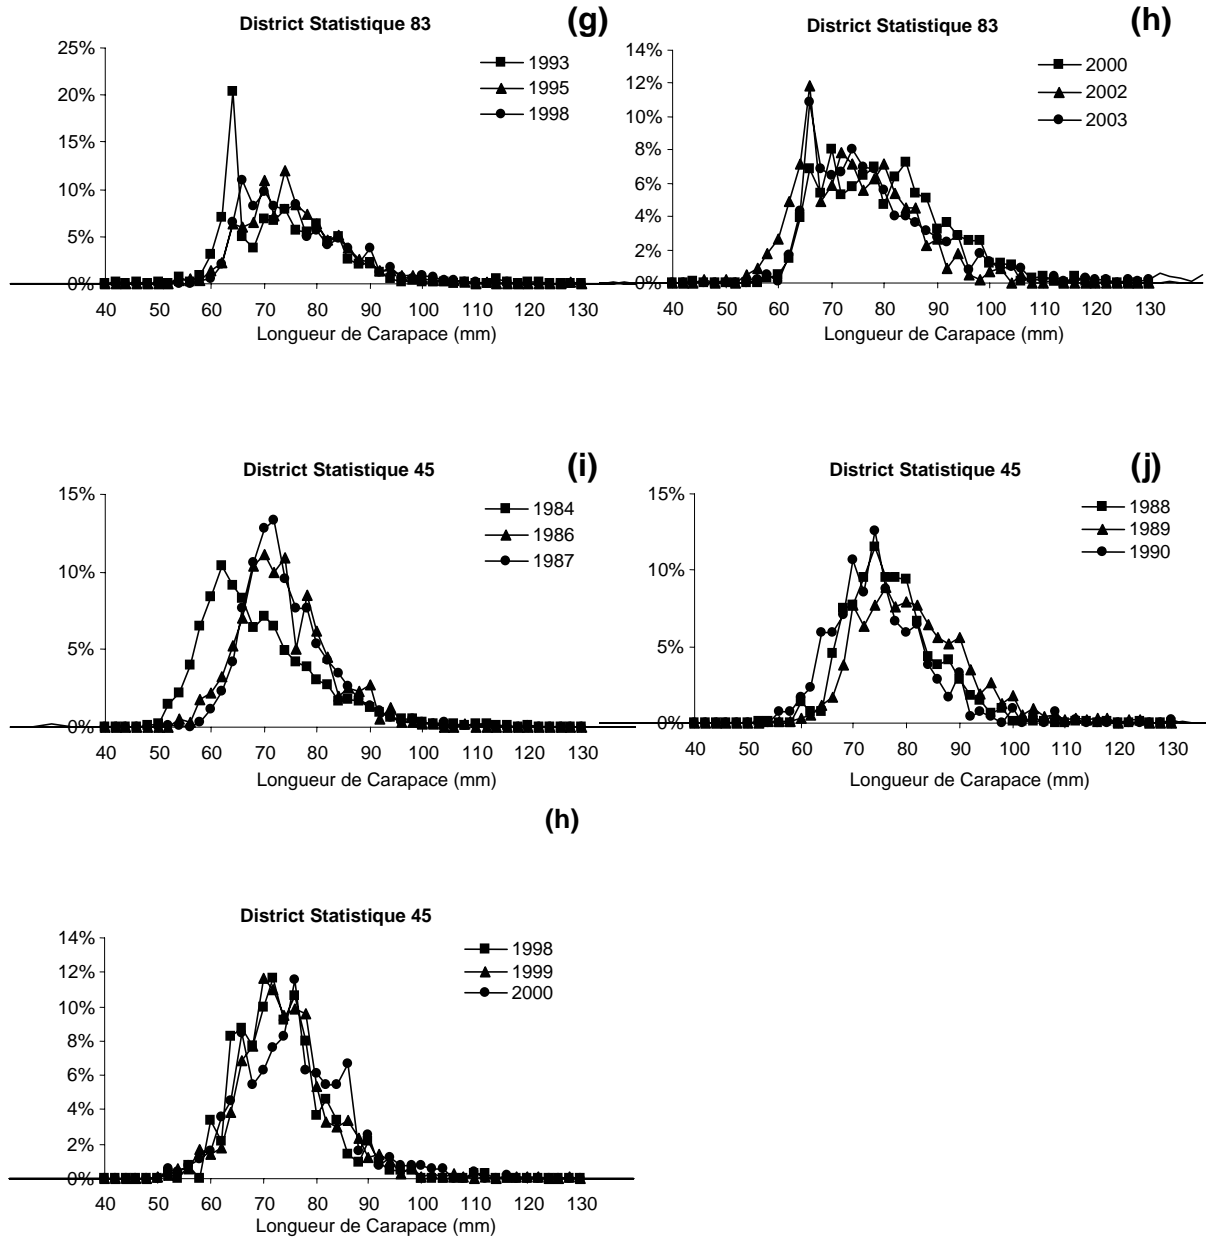 District Statistique 83
(g)
25%
20%
15%
10%
5%
0%
1993
1995
1998
40 50 60 70 80 90 100 110 120 130
Longueur de Carapace (mm)
District Statistique 83
(h)
14%
12%
10%
8%
6%
4%
2%
0%
2000
2002
2003
40 50 60 70 80 90 100 110 120 130
Longueur de Carapace (mm)
District Statistique 45
(i)
15%
10%
5%
0%
1984
1986
1987
40 50 60 70 80 90 100 110 120 130
Longueur de Carapace (mm)
District Statistique 45
(j)
15%
10%
5%
0%
1988
1989
1990
40 50 60 70 80 90 100 110 120 130
Longueur de Carapace (mm)
(h)
District Statistique 45
14%
12%
10%
8%
6%
4%
2%
0%
1998
1999
2000
40 50 60 70 80 90 100 110 120 130
Longueur de Carapace (mm)